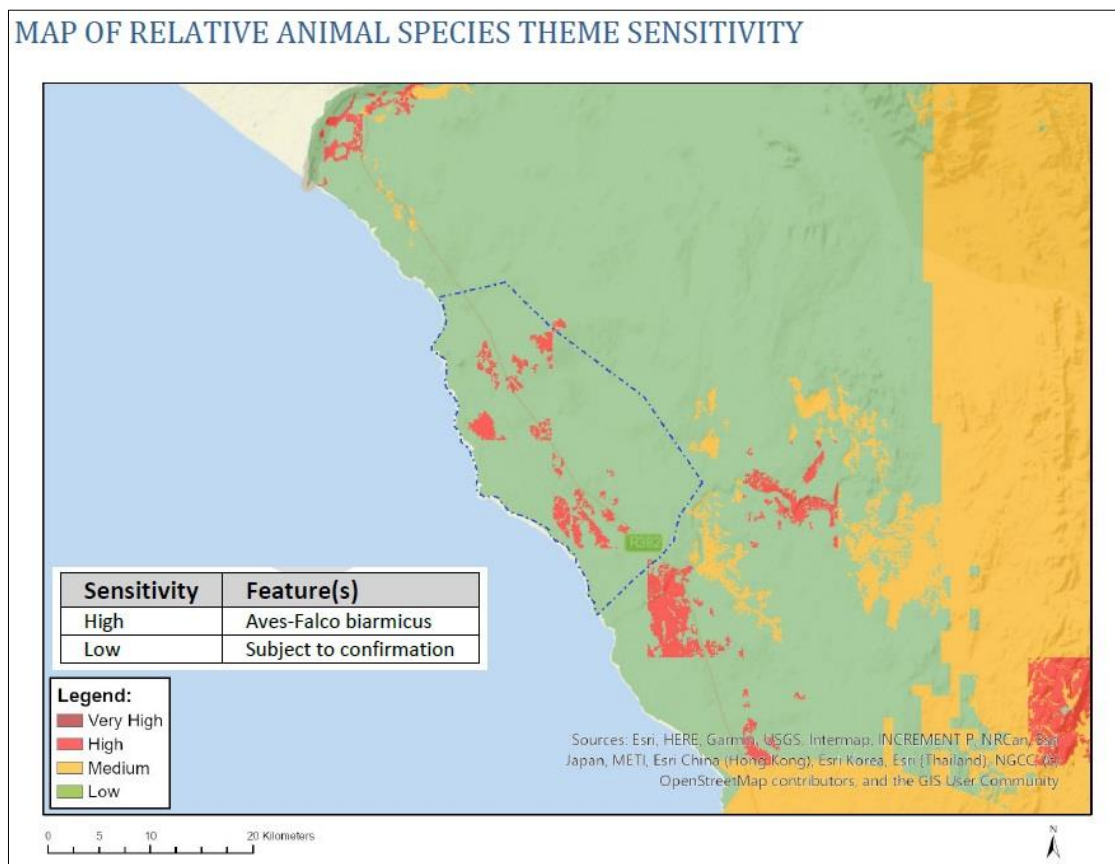 MAP OF RELATIVE ANIMAL SPECIES THEME SENSITIVITY
R382
Sensitivity Feature(s)
High Aves-Falco biarmicus
Low Subject to confirmation
Legend:
Very High
High
Medium
Low
Sources: Esri, HERE, Garmin, USGS, Intermap, INCREMENT P, NRCan, Esri
Japan, METI, Esri China (Hong Kong), Esri Korea, Esri (Thailand), NGCC, (c)
OpenStreetMap contributors, and the GIS User Community
0 5 10 20 Kilometers
N